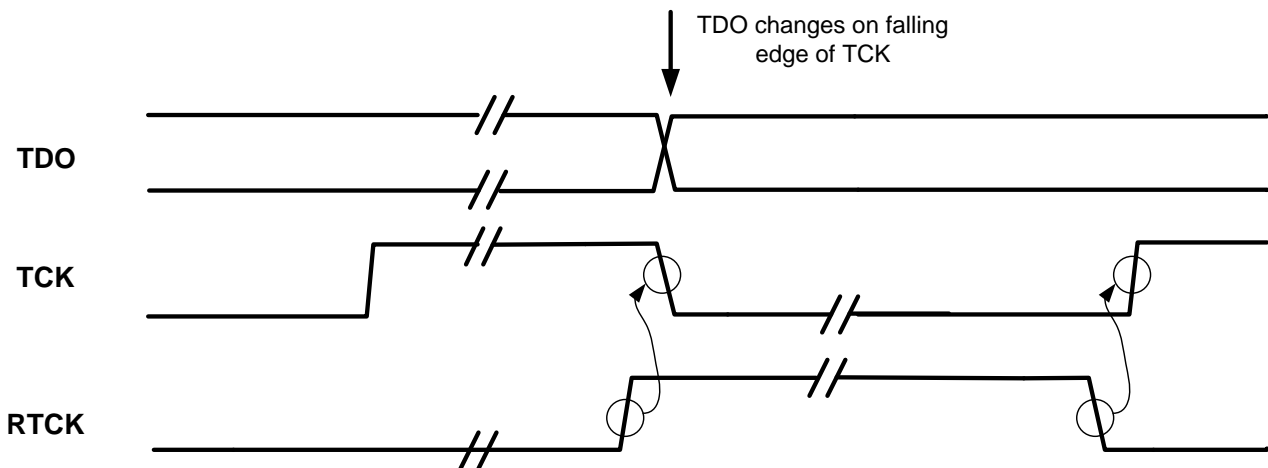 TDO changes on falling
edge of TCK
TDO
TCK
RTCK